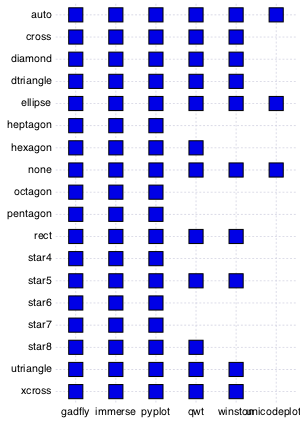 auto
cross
diamond
dtriangle
ellipse
heptagon
hexagon
none
octagon
pentagon
rect
star4
star5
star6
star7
star8
utriangle
xcross
gadfly immerse pyplot qwt winston unicodeplots